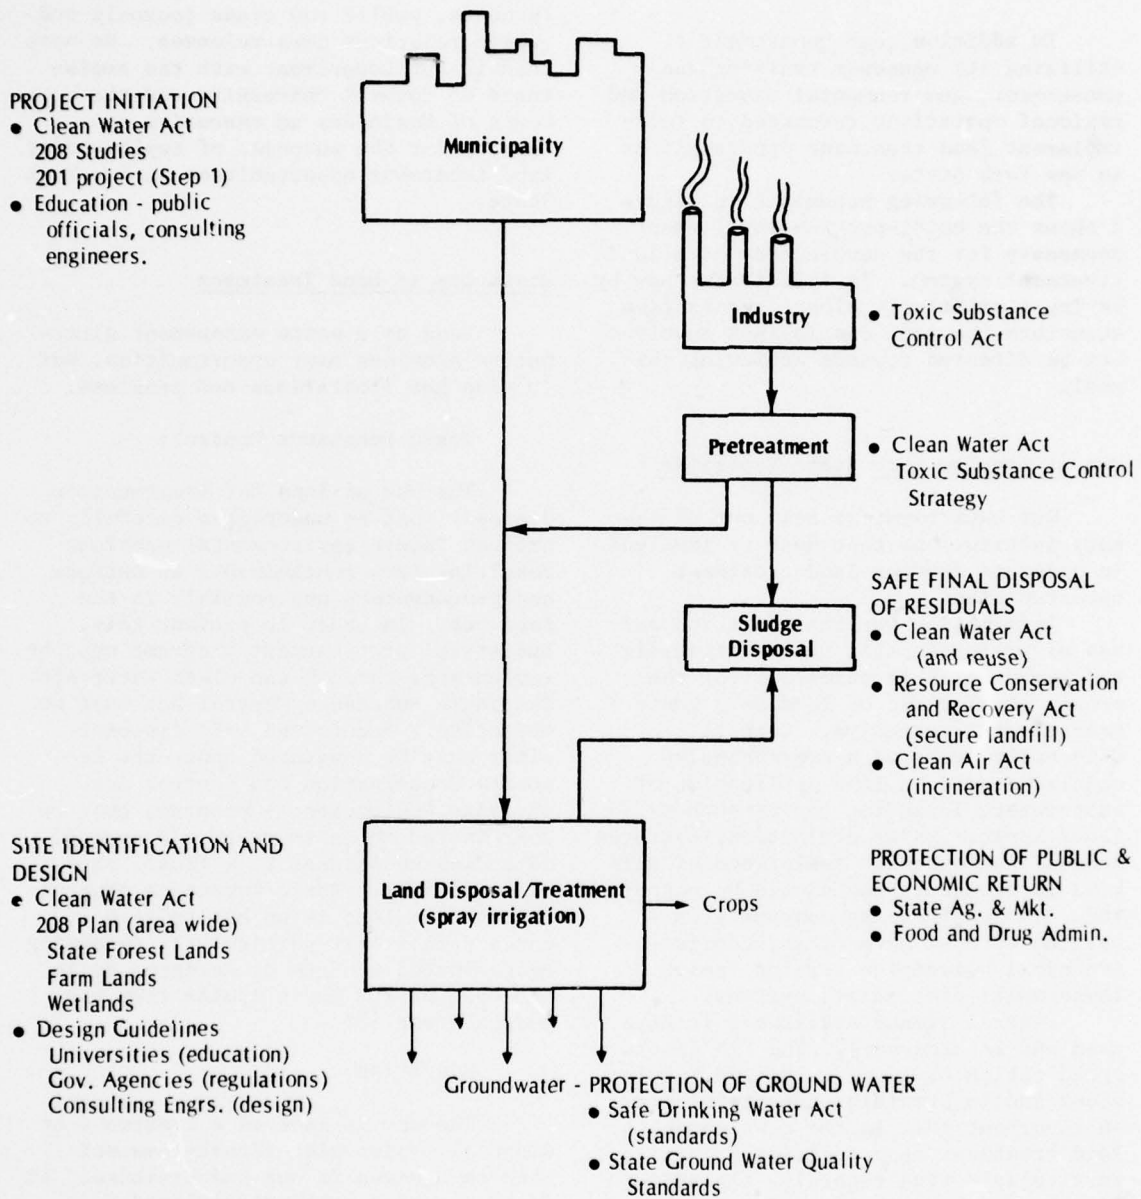 PROJECT INITIATION
● Clean Water Act
208 Studies
201 project (Step 1)
● Education - public
officials, consulting
engineers.
Municipality
Industry
● Toxic Substance
Control Act
Pretreatment
● Clean Water Act
Toxic Substance Control
Strategy
Sludge
Disposal
SAFE FINAL DISPOSAL
OF RESIDUALS
● Clean Water Act
(and reuse)
● Resource Conservation
and Recovery Act
(secure landfill)
● Clean Air Act
(incineration)
SITE IDENTIFICATION AND
DESIGN
● Clean Water Act
208 Plan (area wide)
State Forest Lands
Farm Lands
Wetlands
● Design Guidelines
Universities (education)
Gov. Agencies (regulations)
Consulting Engrs. (design)
Land Disposal/Treatment
(spray irrigation)
Crops
PROTECTION OF PUBLIC &
ECONOMIC RETURN
● State Ag. & Mkt.
● Food and Drug Admin.
Groundwater - PROTECTION OF GROUND WATER
● Safe Drinking Water Act
(standards)
● State Ground Water Quality
Standards